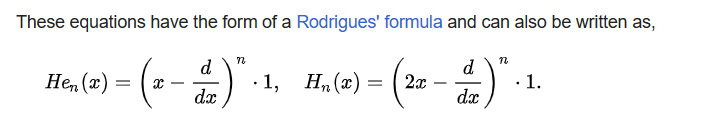 These equations have the form of a Rodrigues' formula and can also be written as,
He_n(x) = (x − d/dx)^n · 1, H_n(x) = (2x − d/dx)^n · 1.